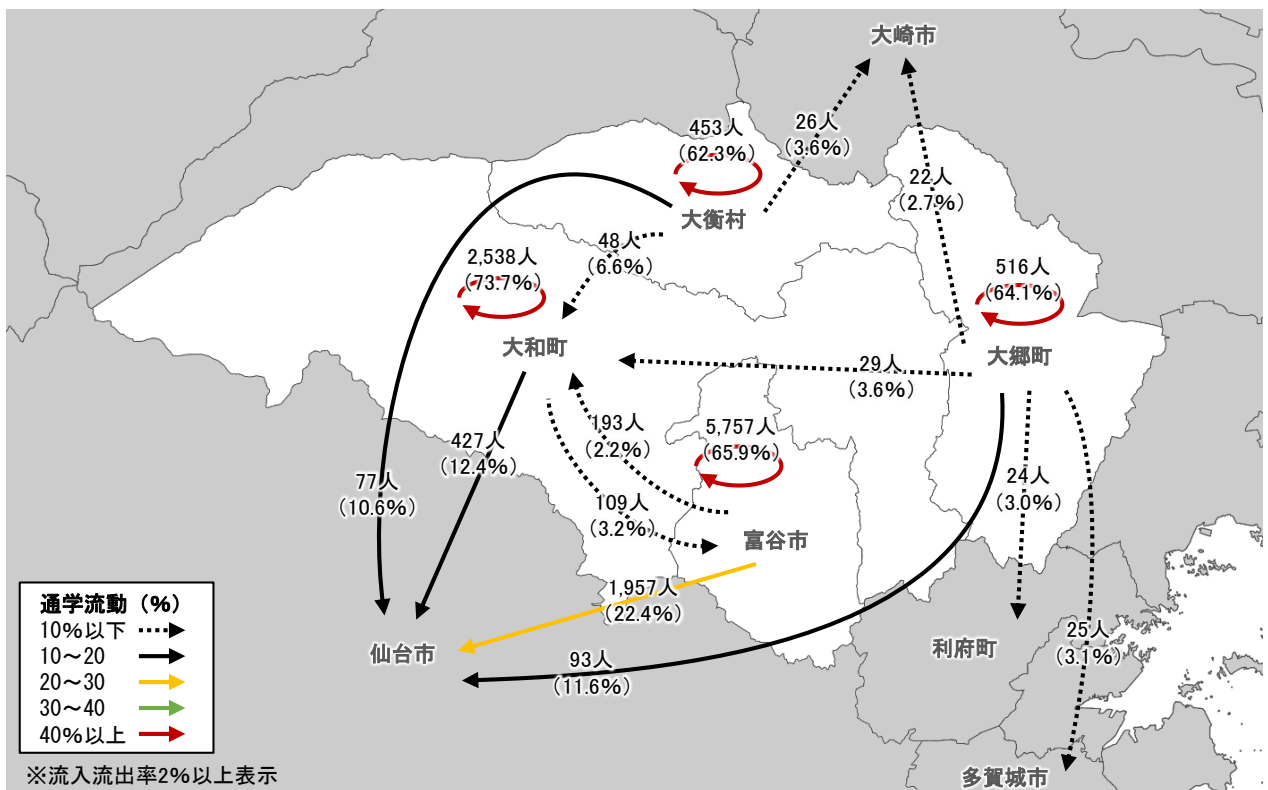 大崎市
453人
（62.3%）
26人
（3.6%）
大衡村
22人
（2.7%）
48人
（6.6%）
2,538人
（73.7%）
大和町
516人
（64.1%）
大郷町
29人
（3.6%）
193人
（2.2%）
5,757人
（65.9%）
427人
（12.4%）
77人
（10.6%）
109人
（3.2%）
富谷市
24人
（3.0%）
1,957人
（22.4%）
仙台市
93人
（11.6%）
利府町
25人
（3.1%）
多賀城市
通学流動（%）
10%以下
10～20
20～30
30～40
40%以上
※流入流出率2%以上表示